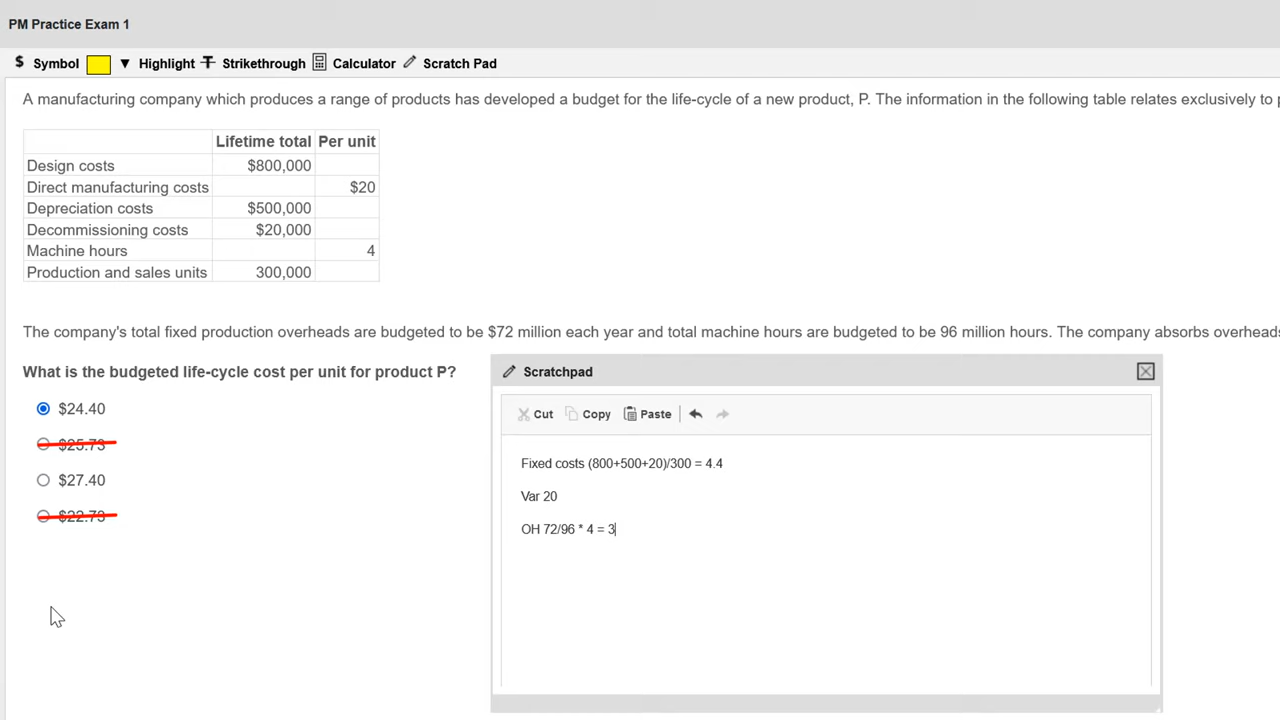 PM Practice Exam 1
$ Symbol ▼ Highlight T Strikethrough Calculator Scratch Pad
A manufacturing company which produces a range of products has developed a budget for the life-cycle of a new product, P. The information in the following table relates exclusively to
Lifetime total Per unit
Design costs $800,000
Direct manufacturing costs $20
Depreciation costs $500,000
Decommissioning costs $20,000
Machine hours 4
Production and sales units 300,000
The company's total fixed production overheads are budgeted to be $72 million each year and total machine hours are budgeted to be 96 million hours. The company absorbs overheads
What is the budgeted life-cycle cost per unit for product P?
$24.40
$25.73
$27.40
$22.73
Scratchpad
Cut Copy Paste
Fixed costs (800+500+20)/300 = 4.4
Var 20
OH 72/96 * 4 = 3